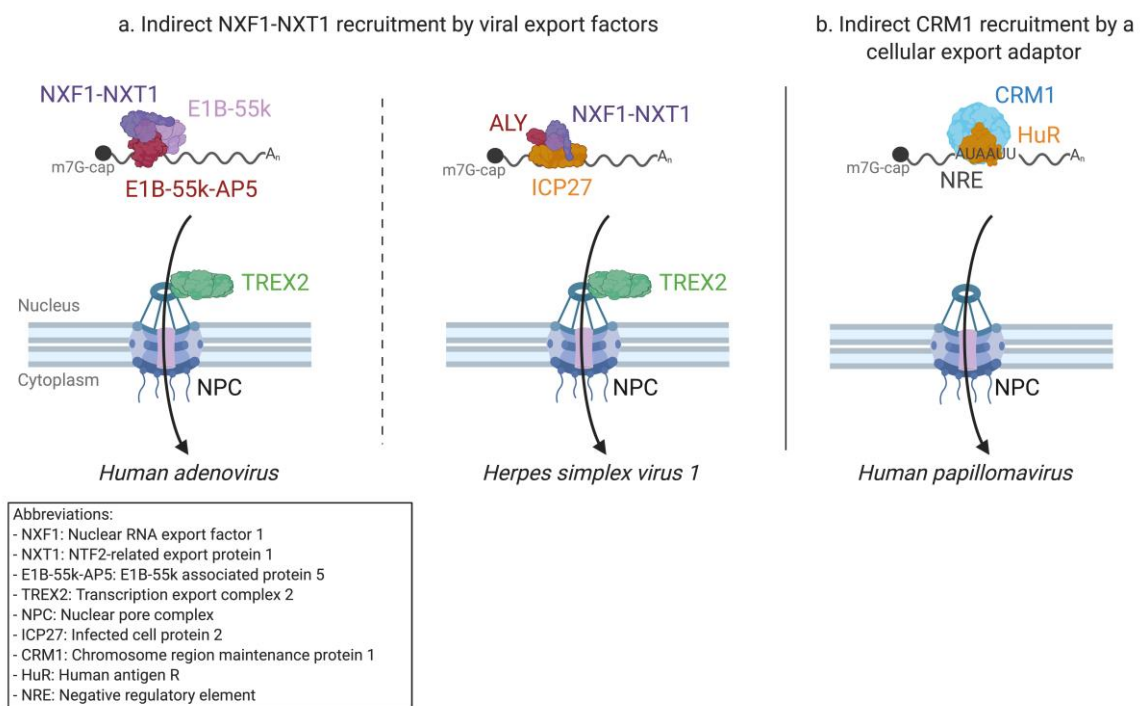 a. Indirect NXF1-NXT1 recruitment by viral export factors
b. Indirect CRM1 recruitment by a
cellular export adaptor
NXF1-NXT1
E1B-55k
m7G-cap
An
E1B-55k-AP5
TREX2
Nucleus
Cytoplasm
NPC
Human adenovirus
ALY
NXF1-NXT1
m7G-cap
An
ICP27
TREX2
NPC
Herpes simplex virus 1
CRM1
HuR
AUAAUU
m7G-cap
An
NRE
NPC
Human papillomavirus
Abbreviations:
- NXF1: Nuclear RNA export factor 1
- NXT1: NTF2-related export protein 1
- E1B-55k-AP5: E1B-55k associated protein 5
- TREX2: Transcription export complex 2
- NPC: Nuclear pore complex
- ICP27: Infected cell protein 2
- CRM1: Chromosome region maintenance protein 1
- HuR: Human antigen R
- NRE: Negative regulatory element